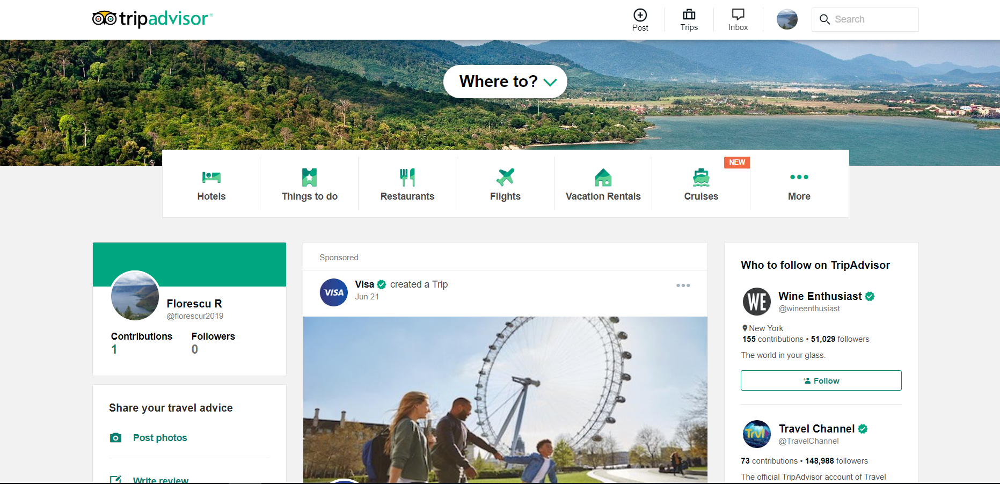 tripadvisor®
Post
Trips
Inbox
Search
Where to?
Hotels
Things to do
Restaurants
Flights
Vacation Rentals
NEW
Cruises
More
Florescu R
@florescur2019
Contributions
1
Followers
0
Share your travel advice
Post photos
Write review
Sponsored
VISA
Visa created a Trip
Jun 21
Who to follow on TripAdvisor
WE
Wine Enthusiast
@wineenthusiast
New York
155 contributions • 51,029 followers
The world in your glass.
Follow
Trvl
CHANNEL
Travel Channel
@TravelChannel
73 contributions • 148,988 followers
The official TripAdvisor account of Travel